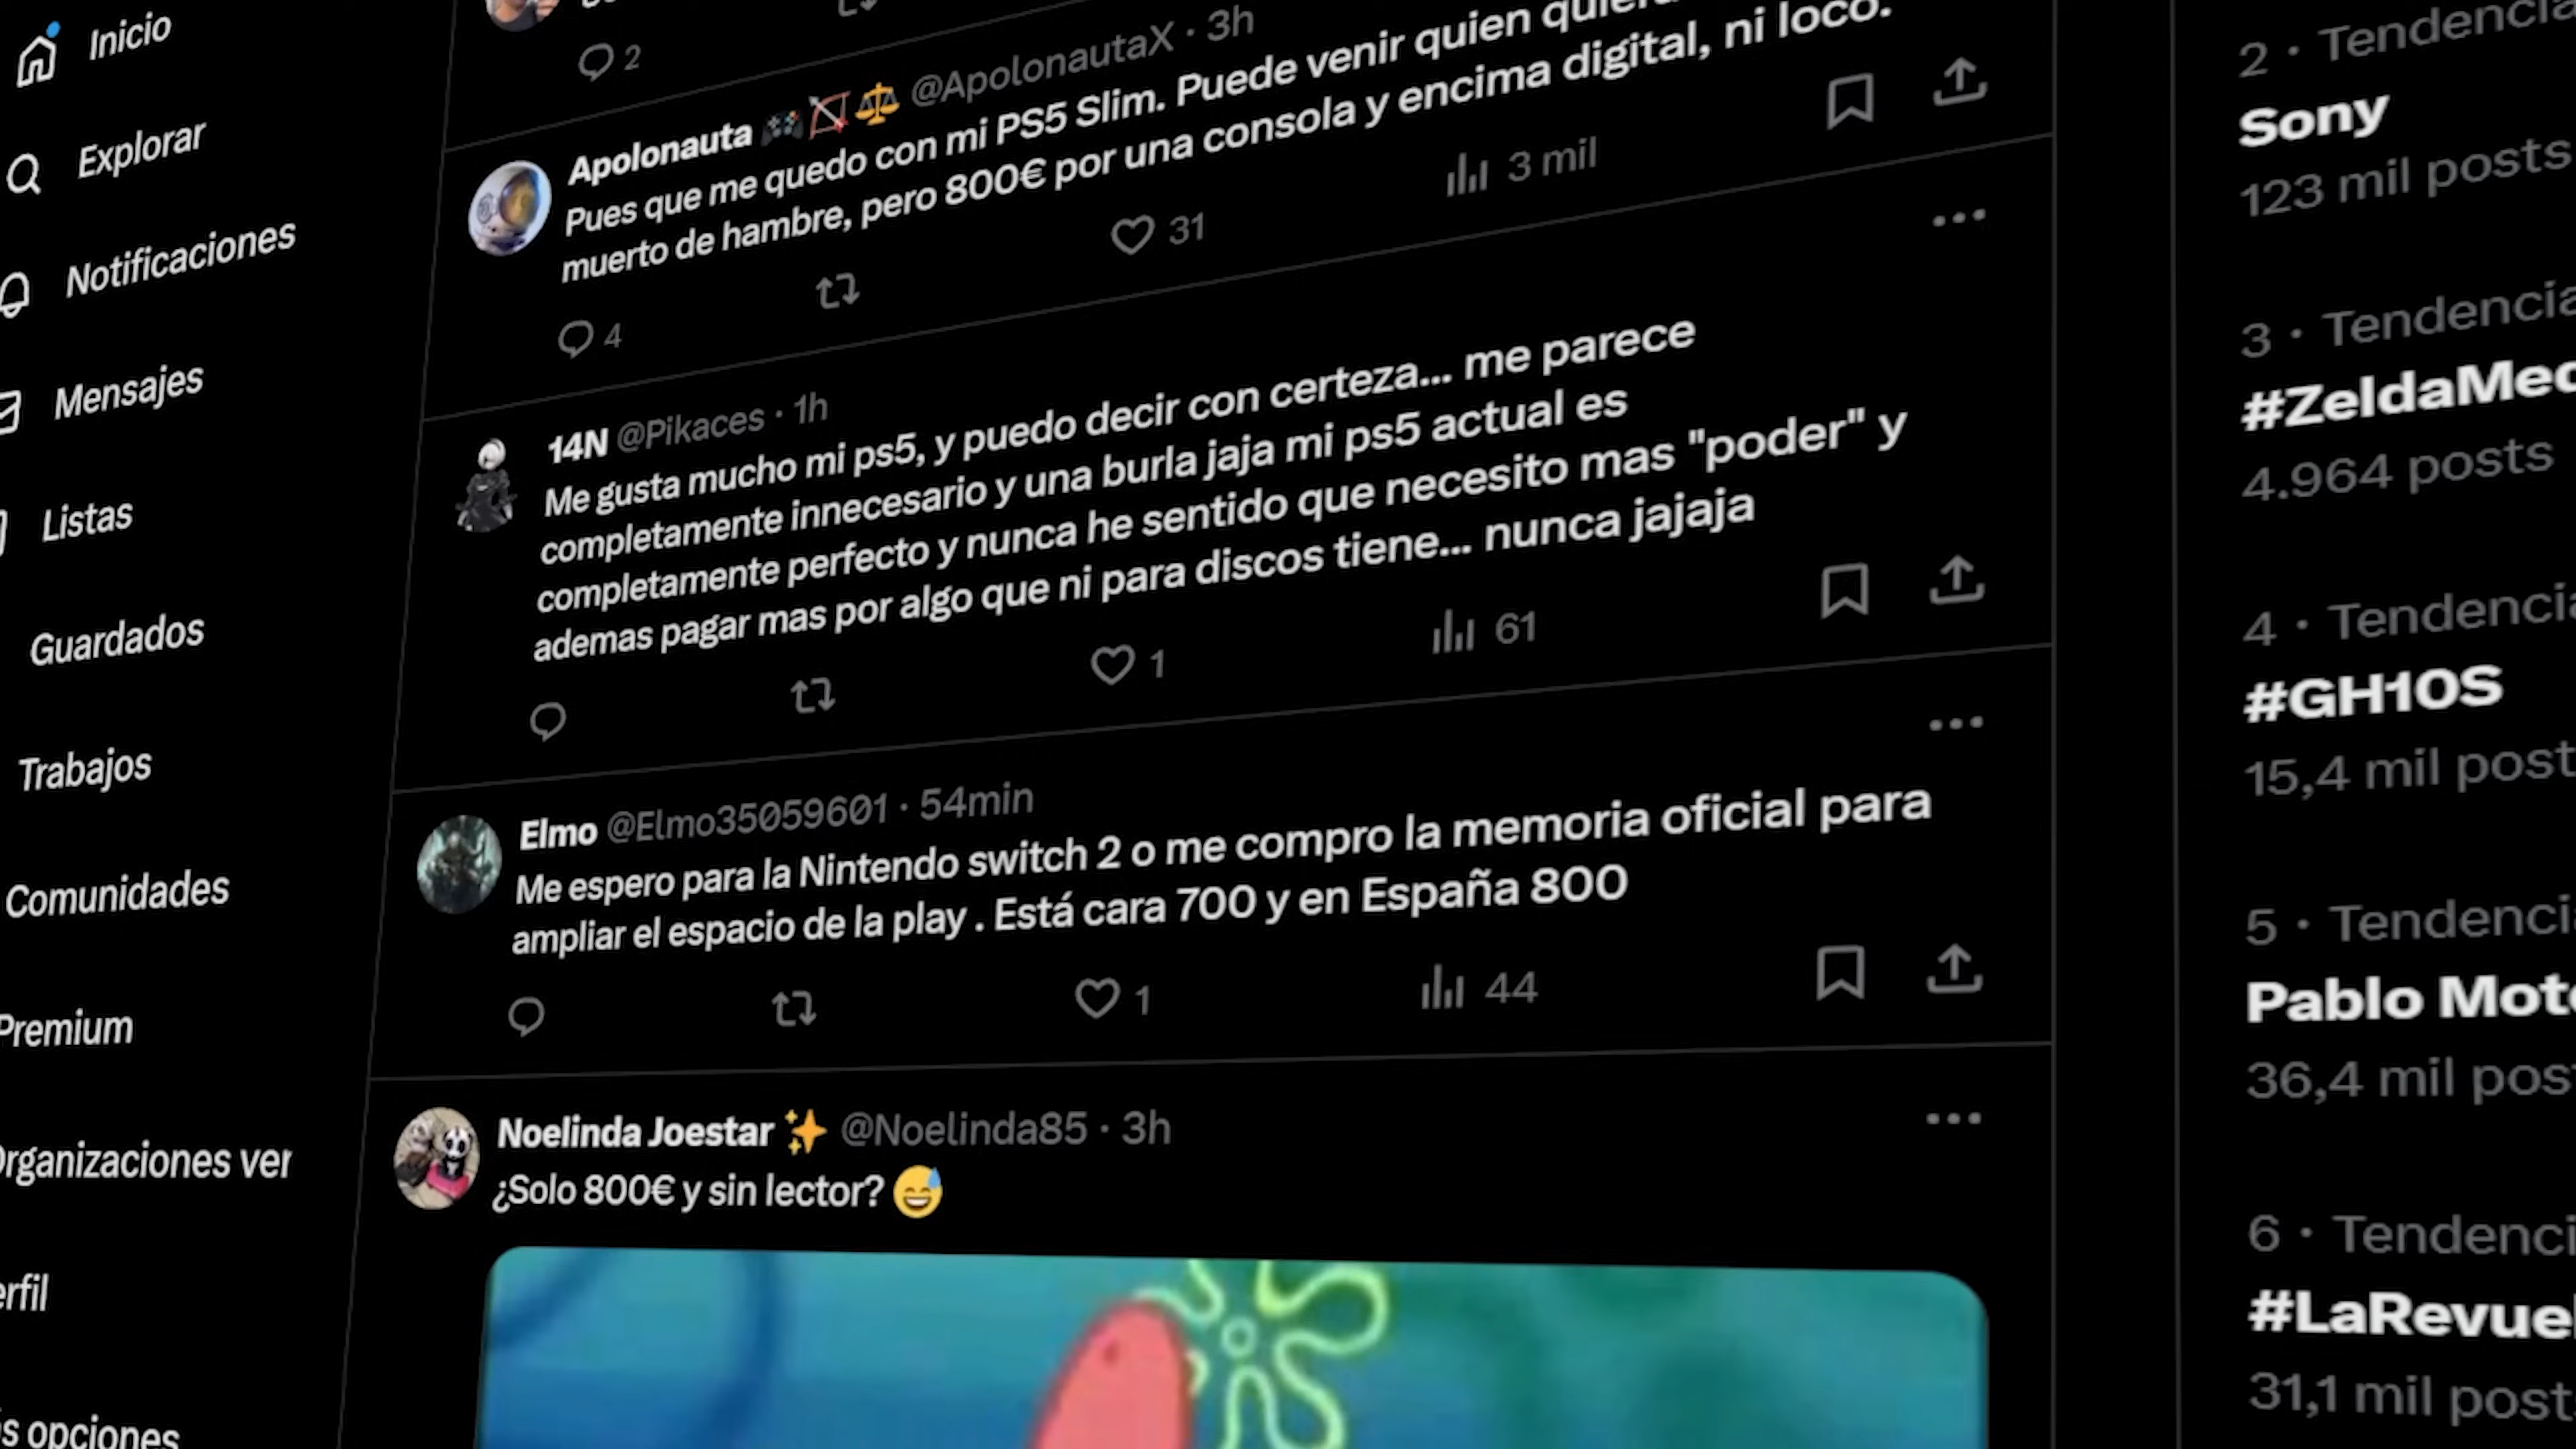 Inicio
Explorar
Notificaciones
Mensajes
Listas
Guardados
Trabajos
Comunidades
Premium
opciones
2
Apolonauta 🎮🏹⚖️ @ApolonautaX · 3h
Pues que me quedo con mi PS5 Slim. Puede venir quien
muerto de hambre, pero 800€ por una consola y encima digital, ni loco.
4 31 3 mil
14N @Pikaces · 1h
Me gusta mucho mi ps5, y puedo decir con certeza... me parece
completamente innecesario y una burla jaja mi ps5 actual es
completamente perfecto y nunca he sentido que necesito mas "poder" y
ademas pagar mas por algo que ni para discos tiene... nunca jajaja
1 61
Elmo @Elmo35059601 · 54min
Me espero para la Nintendo switch 2 o me compro la memoria oficial para
ampliar el espacio de la play . Está cara 700 y en España 800
1 44
Noelinda Joestar ✨ @Noelinda85 · 3h
¿Solo 800€ y sin lector? 😅
2 · Tendencia
Sony
123 mil posts
3 · Tendencia
#ZeldaMec
4.964 posts
4 · Tendencia
#GH10S
15,4 mil post
5 · Tendencia
Pablo Moto
36,4 mil pos
6 · Tendenci
#LaRevuel
31,1 mil post